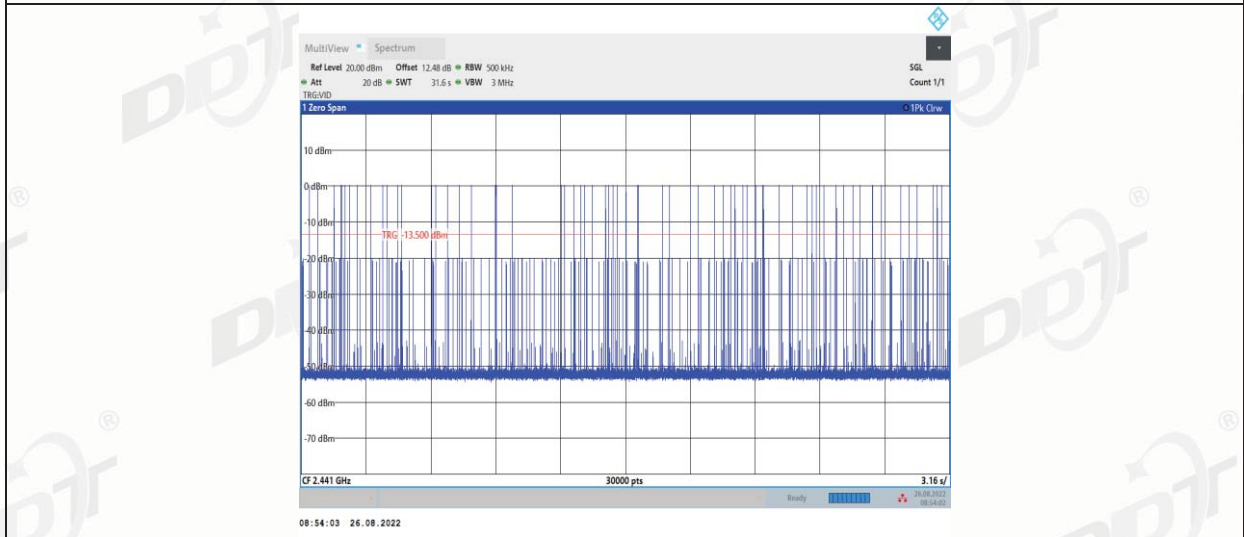 MultiView Spectrum
Ref Level 20.00 dBm Offset 12.48 dB RBW 500 kHz SGL
Att 20 dB SWT 31.6 s VBW 3 MHz Count 1/1
TRG:VID
1 Zero Span 1Pk Clrw
10 dBm
0 dBm
-10 dBm
TRG -13.500 dBm
-20 dBm
-30 dBm
-40 dBm
-50 dBm
-60 dBm
-70 dBm
CF 2.441 GHz 30000 pts 3.16 s/
Ready 26.08.2022
08:54:02
08:54:03 26.08.2022
DDT
®